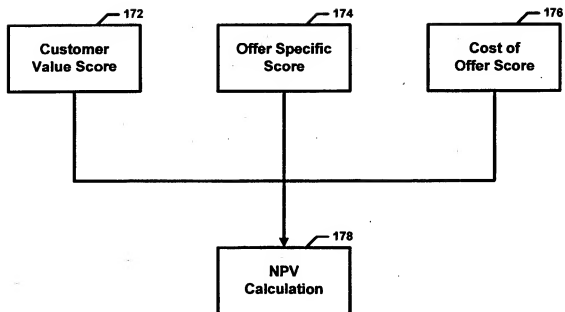 172
Customer
Value Score
174
Offer Specific
Score
176
Cost of
Offer Score
178
NPV
Calculation